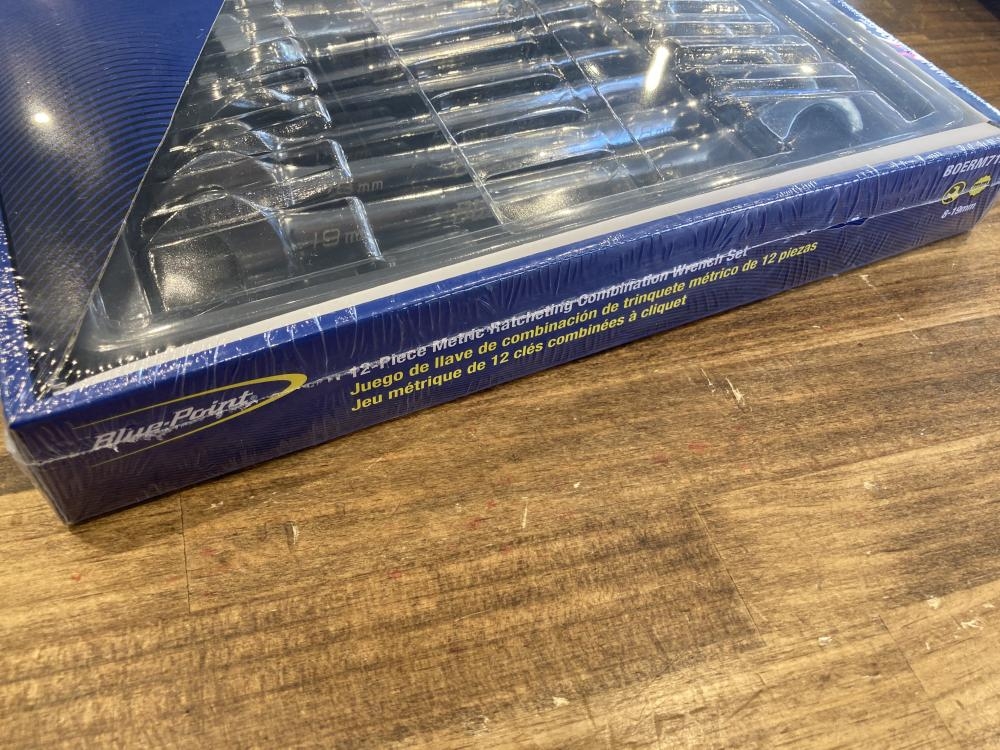 19 mm
BOERM71
8-19mm
12-Piece Metric Ratcheting Combination Wrench Set
Juego de llave de combinación de trinquete métrico de 12 piezas
Jeu métrique de 12 clés combinées à cliquet
Blue-Point